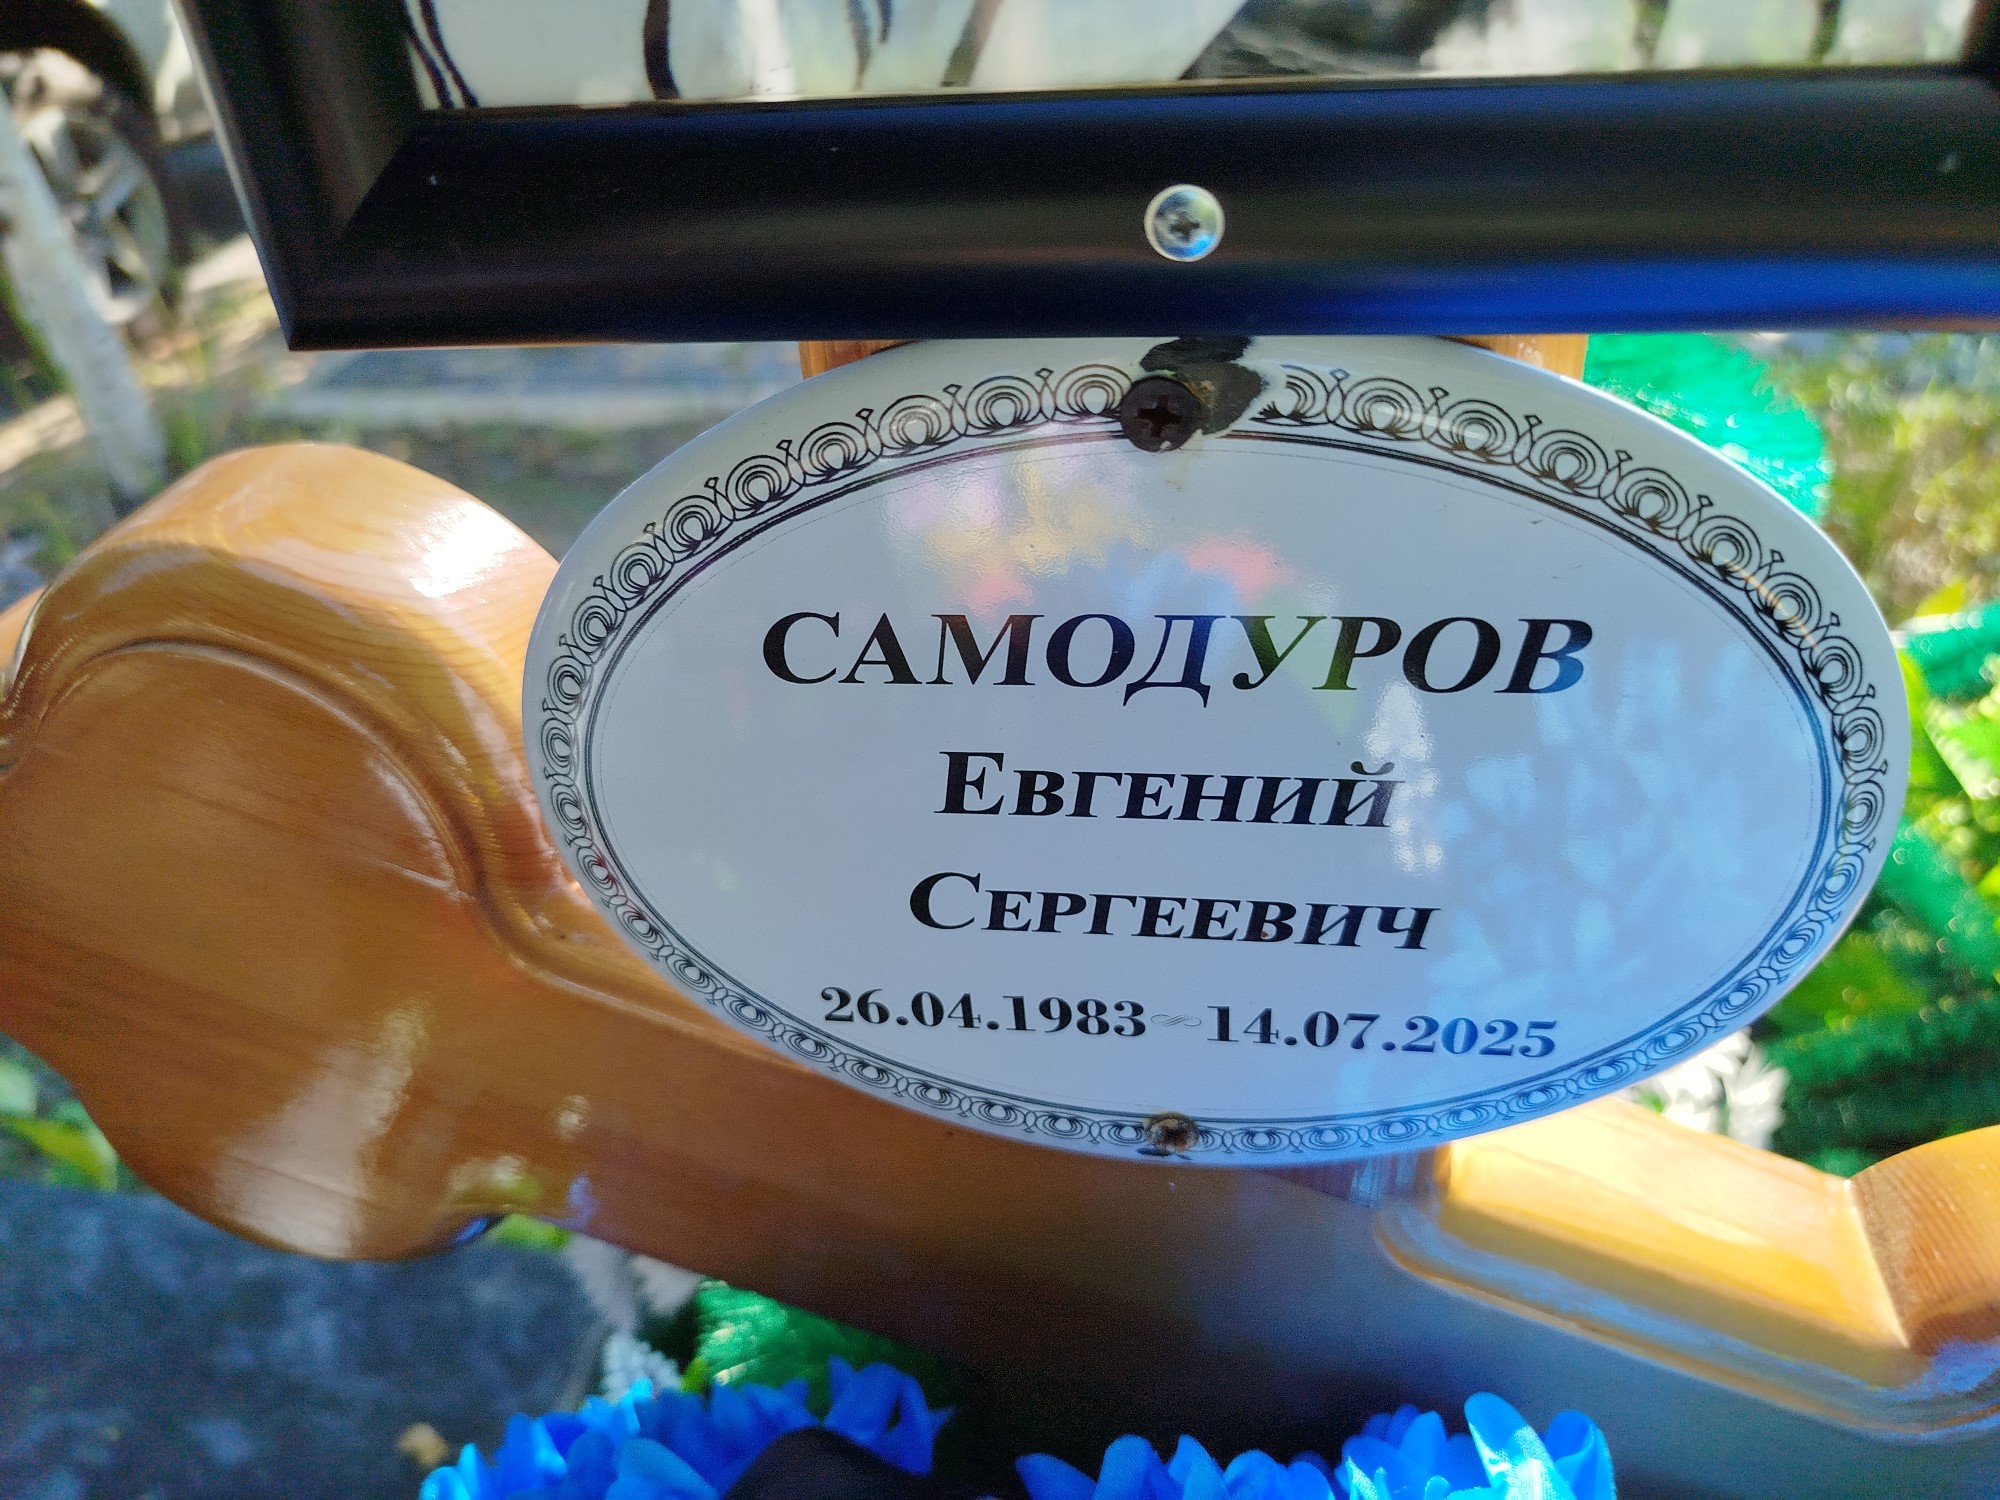 САМОДУРОВ
Евгений
Сергеевич
26.04.1983 14.07.2025